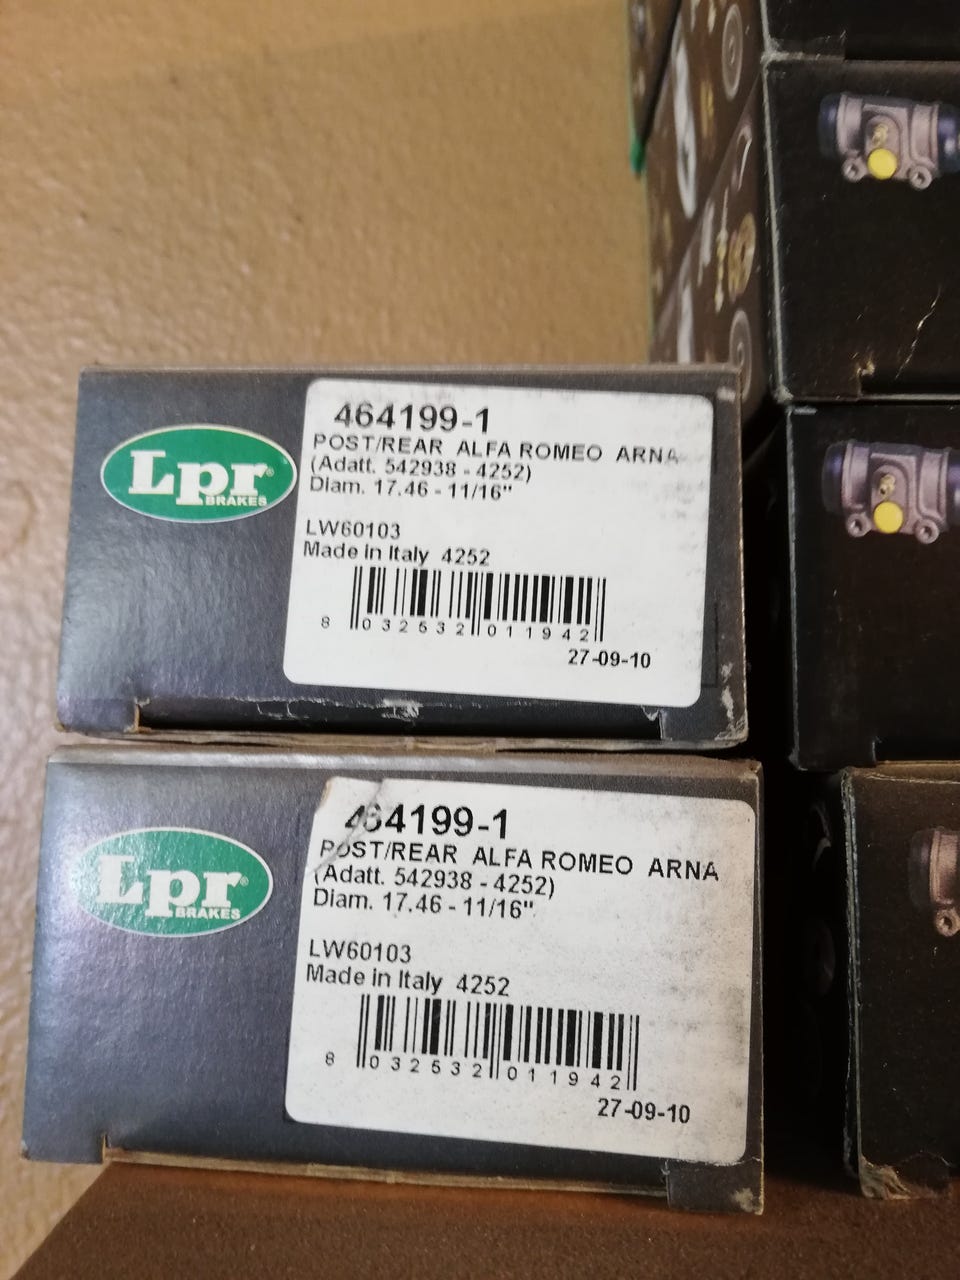 Lpr
BRAKES
464199-1
POST/REAR ALFA ROMEO ARNA
(Adatt. 542938 - 4252)
Diam. 17.46 - 11/16"
LW60103
Made in Italy 4252
8 032532 011942
27-09-10
Lpr
BRAKES
464199-1
POST/REAR ALFA ROMEO ARNA
(Adatt. 542938 - 4252)
Diam. 17.46 - 11/16"
LW60103
Made in Italy 4252
8 032532 011942
27-09-10